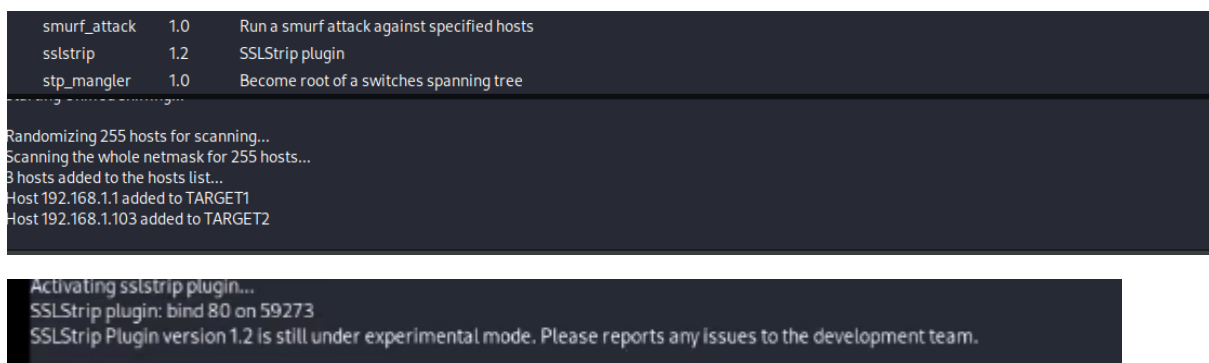 smurf_attack 1.0 Run a smurf attack against specified hosts
sslstrip 1.2 SSLStrip plugin
stp_mangler 1.0 Become root of a switches spanning tree
Randomizing 255 hosts for scanning...
Scanning the whole netmask for 255 hosts...
3 hosts added to the hosts list...
Host 192.168.1.1 added to TARGET1
Host 192.168.1.103 added to TARGET2
Activating sslstrip plugin...
SSLStrip plugin: bind 80 on 59273
SSLStrip Plugin version 1.2 is still under experimental mode. Please reports any issues to the development team.